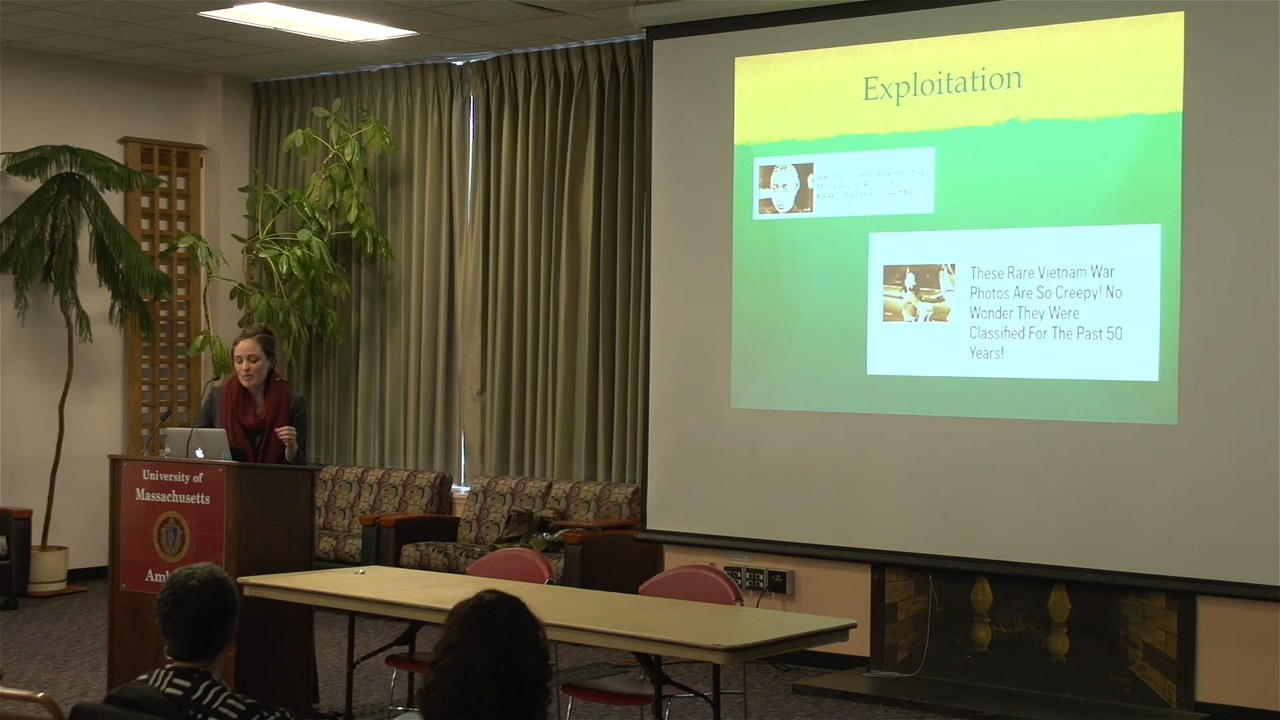 Exploitation
These Rare Vietnam War
Photos Are So Creepy! No
Wonder They Were
Classified For The Past 50
Years!
University of
Massachusetts